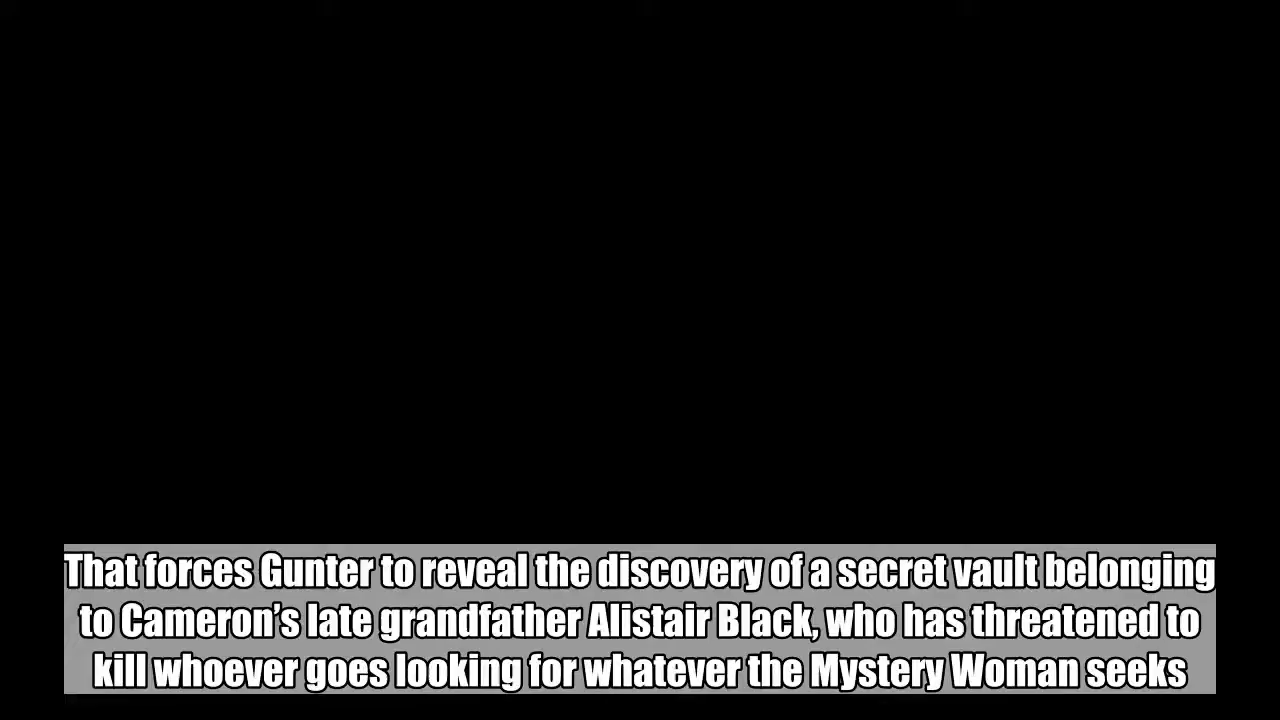 That forces Gunter to reveal the discovery of a secret vault belonging
to Cameron’s late grandfather Alistair Black, who has threatened to
kill whoever goes looking for whatever the Mystery Woman seeks